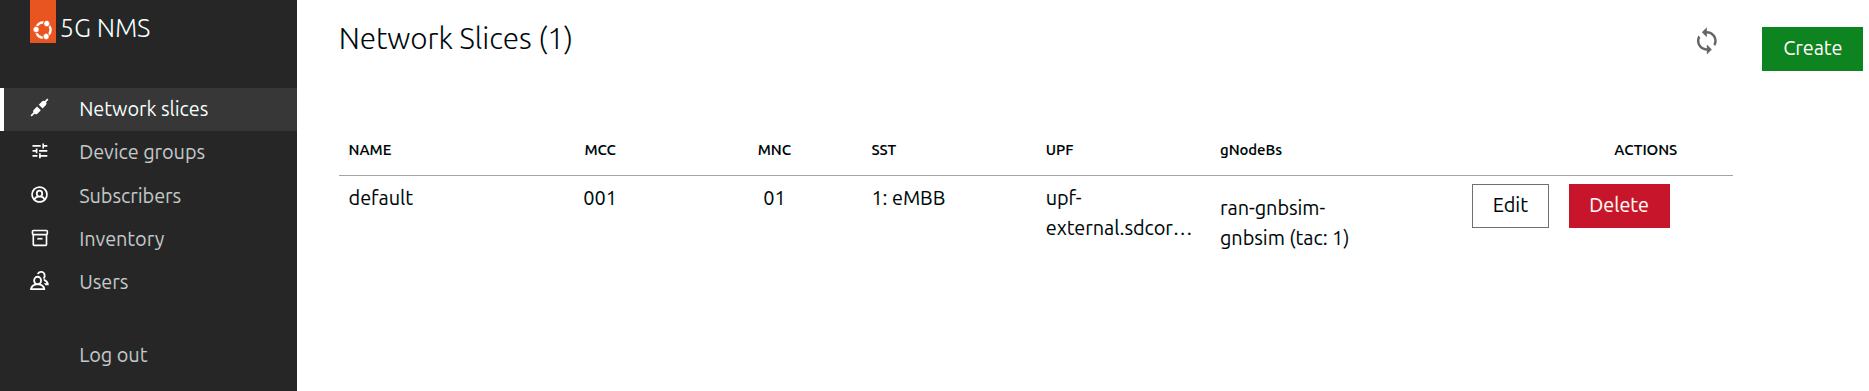 5G NMS
Network slices
Device groups
Subscribers
Inventory
Users
Log out
Network Slices (1)
Create
NAME MCC MNC SST UPF gNodeBs ACTIONS
default 001 01 1: eMBB upf- ran-gnbsim- Edit Delete
external.sdcor… gnbsim (tac: 1)